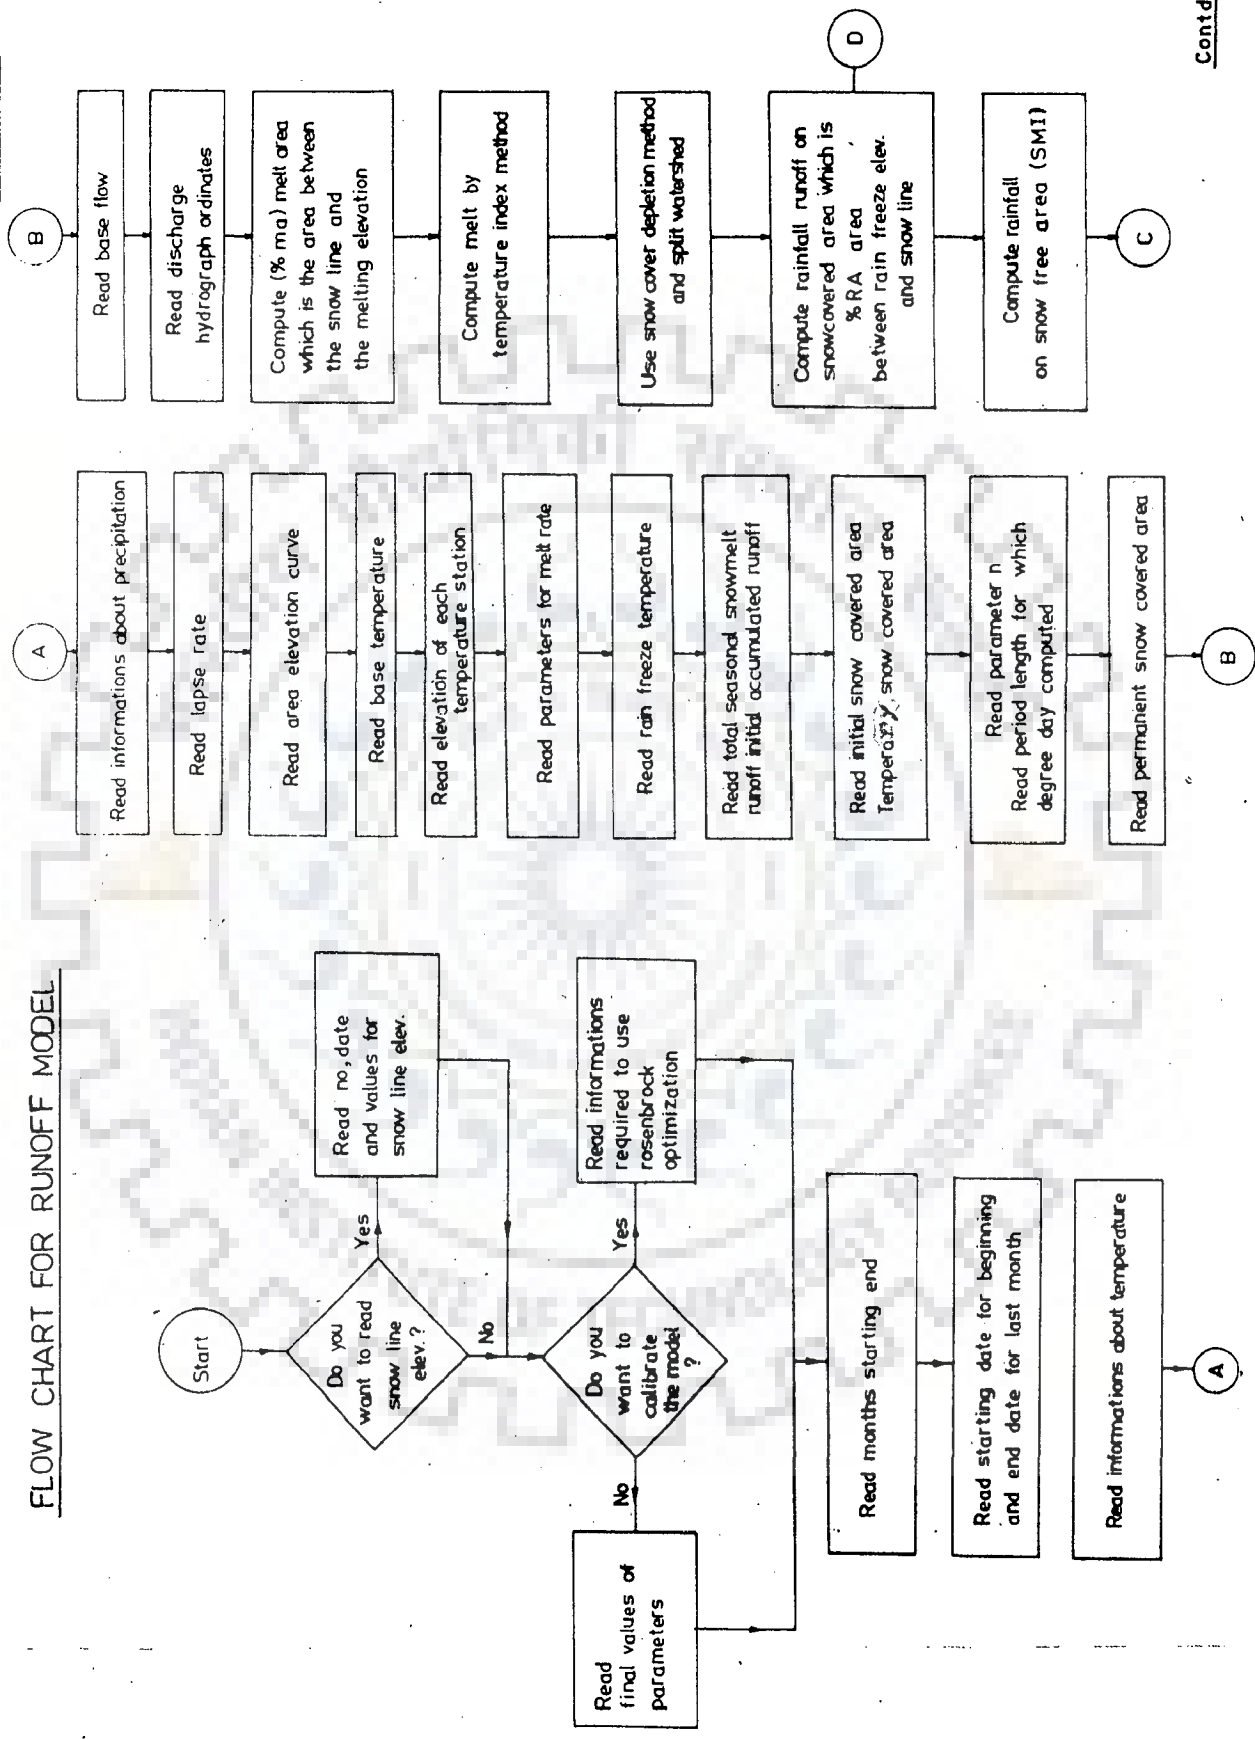 FLOW CHART FOR RUNOFF MODEL
Start
Do you
want to read
snow line
elev.?
Yes
Read no,date
and values for
snow line elev.
No
Do you
want to
calibrate
the model
?
Yes
Read informations
required to use
rosenbrock
optimization
No
Read
final values of
parameters
Read months starting end
Read starting date for beginning
and end date for last month
Read informations about temperature
A
A
Read informations about precipitation
Read lapse rate
Read area elevation curve
Read base temperature
Read elevation of each
temperature station
Read parameters for melt rate
Read rain freeze temperature
Read total seasonal snowmelt
runoff initial accumulated runoff
Read initial snow covered area
Temperary snow covered area
Read parameter n
Read period length for which
degree day computed
Read permanent snow covered area
B
B
Read base flow
Read discharge
hydrograph ordinates
Compute (% ma) melt area
which is the area between
the snow line and
the melting elevation
Compute melt by
temperature index method
Use snow cover depletion method
and split watershed
Compute rainfall runoff on
snowcovered area which is
%RA area
between rain freeze elev.
and snow line
D
Compute rainfall
on snow free area (SMI)
C
Contd